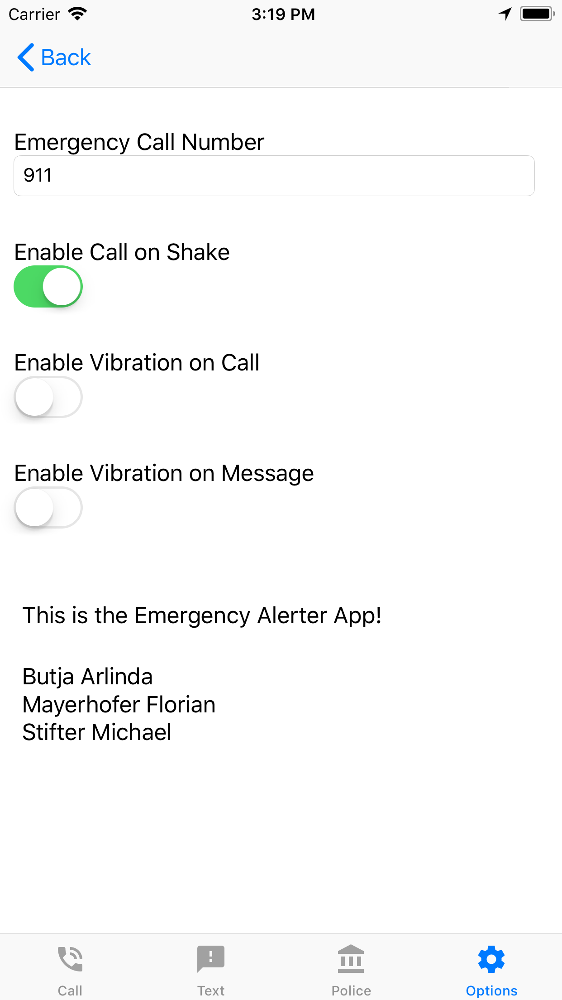 Carrier 3:19 PM
Back
Emergency Call Number
911
Enable Call on Shake
Enable Vibration on Call
Enable Vibration on Message
This is the Emergency Alerter App!
Butja Arlinda
Mayerhofer Florian
Stifter Michael
Call Text Police Options